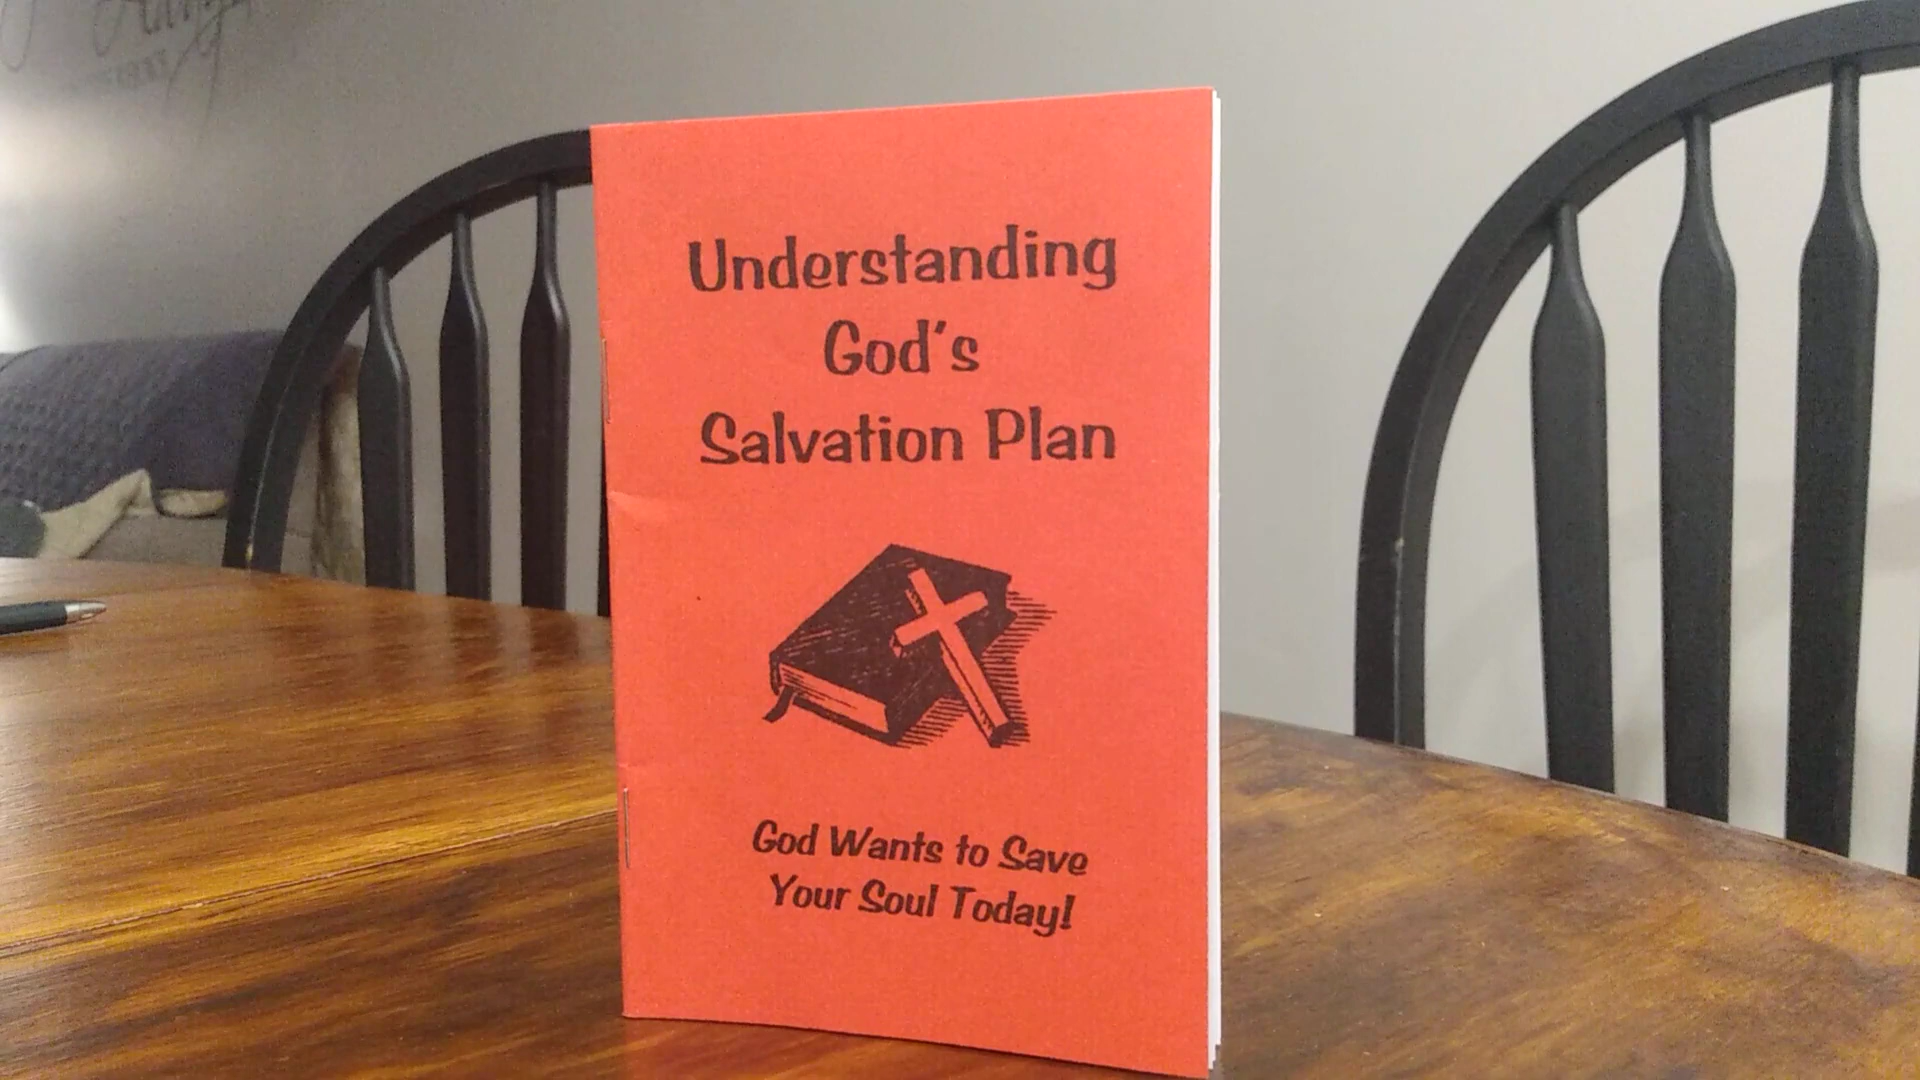 Understanding
God's
Salvation Plan
God Wants to Save
Your Soul Today!